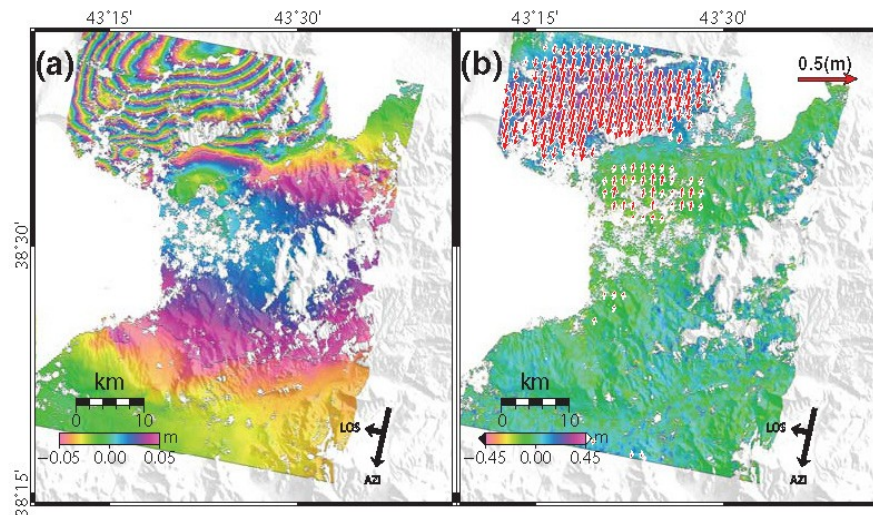 43˚15' 43˚30' 43˚15' 43˚30'
(a) (b) 0.5(m)
38˚30'
km km
0 10 0 10
m m
LOS LOS
−0.05 0.00 0.05 −0.45 0.00 0.45
AZI AZI
38˚15'